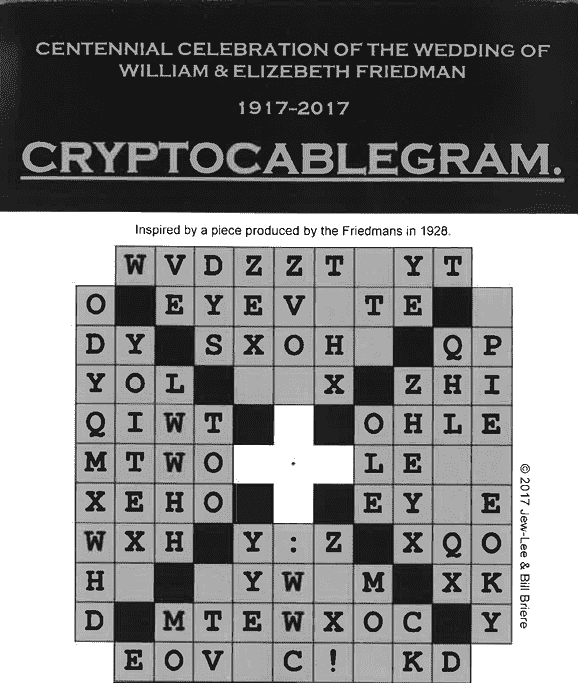 CENTENNIAL CELEBRATION OF THE WEDDING OF
WILLIAM & ELIZEBETH FRIEDMAN
1917–2017
CRYPTOCABLEGRAM.
Inspired by a piece produced by the Friedmans in 1928.
W V D Z Z T Y T
O E Y E V T E
D Y S X O H Q P
Y O L X Z H I
Q I W T O H L E
M T W O L E
X E H O E Y E
W X H Y : Z X Q O
H Y W M X K
D M T E W X O C Y
E O V C ! K D
© 2017 Jew-Lee & Bill Briere